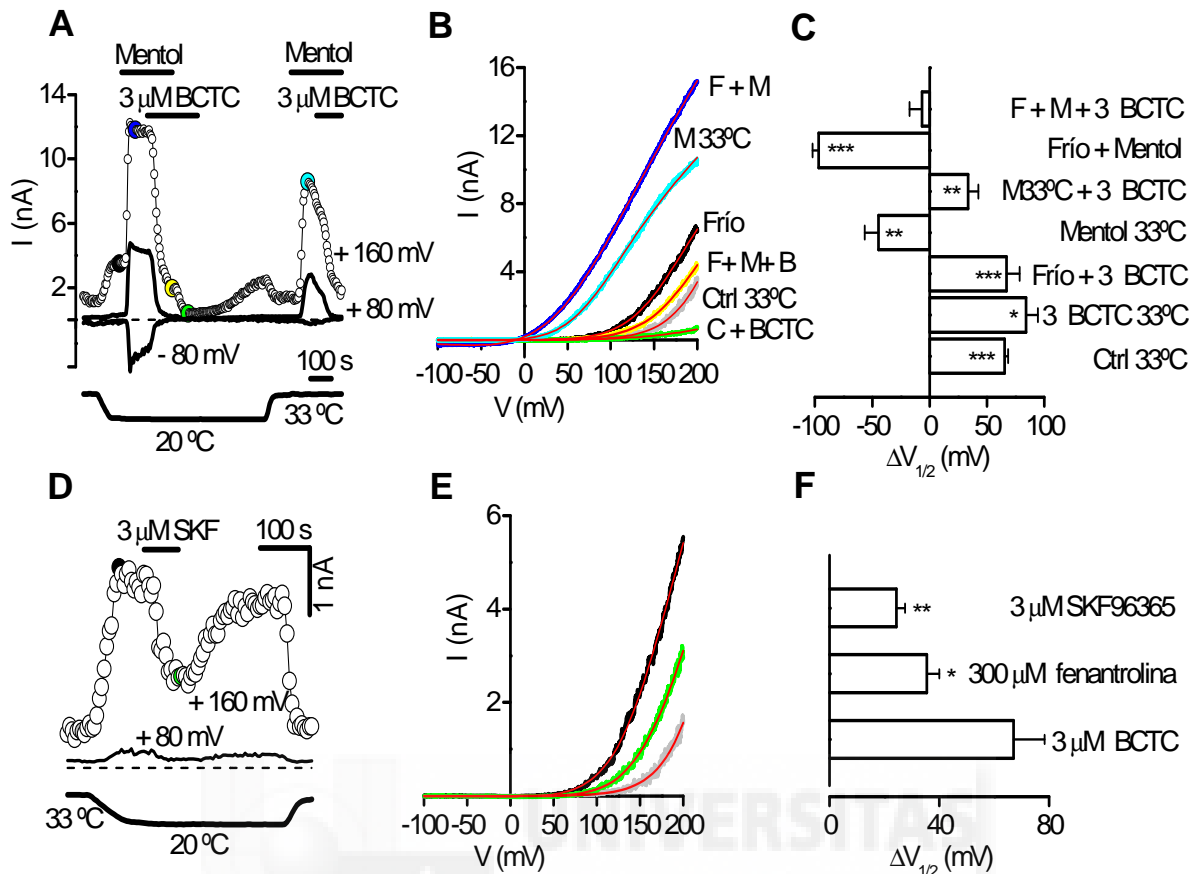 A
Mentol
Mentol
3 µM BCTC
3 µM BCTC
I (nA)
14
12
10
8
6
4
2
0
+ 160 mV
+ 80 mV
- 80 mV
100 s
33 ºC
20 ºC
B
I (nA)
16
12
8
4
F + M
M 33ºC
Frío
F+ M+ B
Ctrl 33ºC
C + BCTC
-100 -50 0 50 100 150 200
V (mV)
C
F + M + 3 BCTC
*** Frío + Mentol
** M33ºC + 3 BCTC
** Mentol 33ºC
*** Frío + 3 BCTC
* 3 BCTC 33ºC
*** Ctrl 33ºC
-100 -50 0 50 100
ΔV1/2 (mV)
D
3 µM SKF
100 s
1 nA
+ 160 mV
+ 80 mV
33 ºC
20 ºC
E
I (nA)
6
4
2
-100 -50 0 50 100 150 200
V (mV)
F
** 3 µM SKF96365
* 300 µM fenantrolina
3 µM BCTC
0 40 80
ΔV1/2 (mV)
UNIVERSITAS